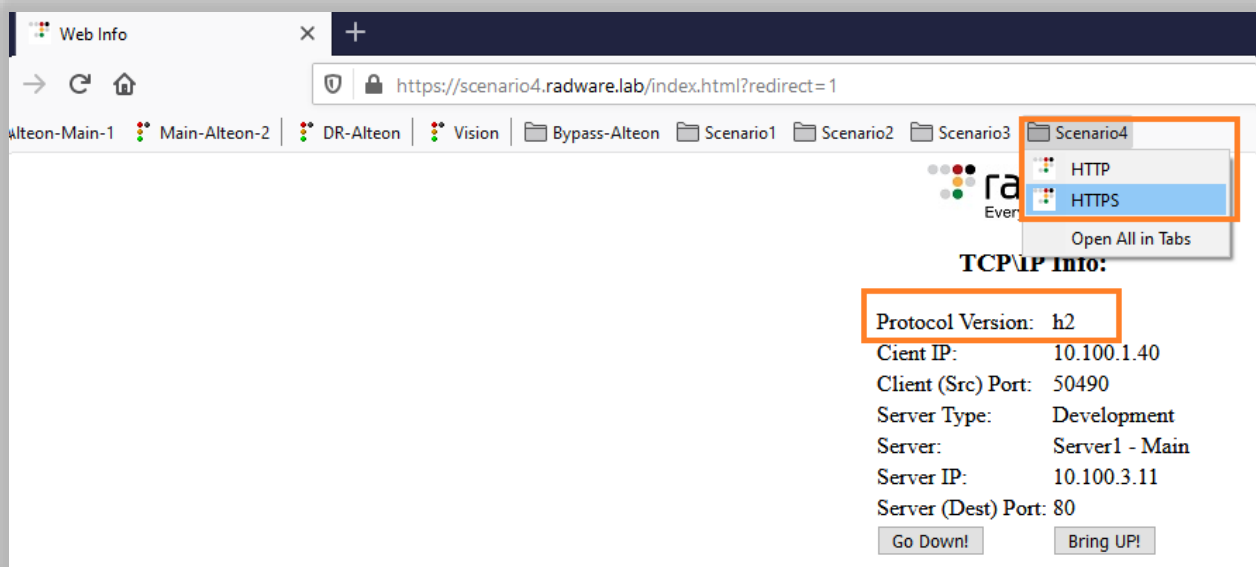 Web Info
https://scenario4.radware.lab/index.html?redirect=1
Alteon-Main-1 Main-Alteon-2 DR-Alteon Vision Bypass-Alteon Scenario1 Scenario2 Scenario3 Scenario4
HTTP
HTTPS
Open All in Tabs
TCP\IP Info:
Protocol Version: h2
Cient IP: 10.100.1.40
Client (Src) Port: 50490
Server Type: Development
Server: Server1 - Main
Server IP: 10.100.3.11
Server (Dest) Port: 80
Go Down! Bring UP!